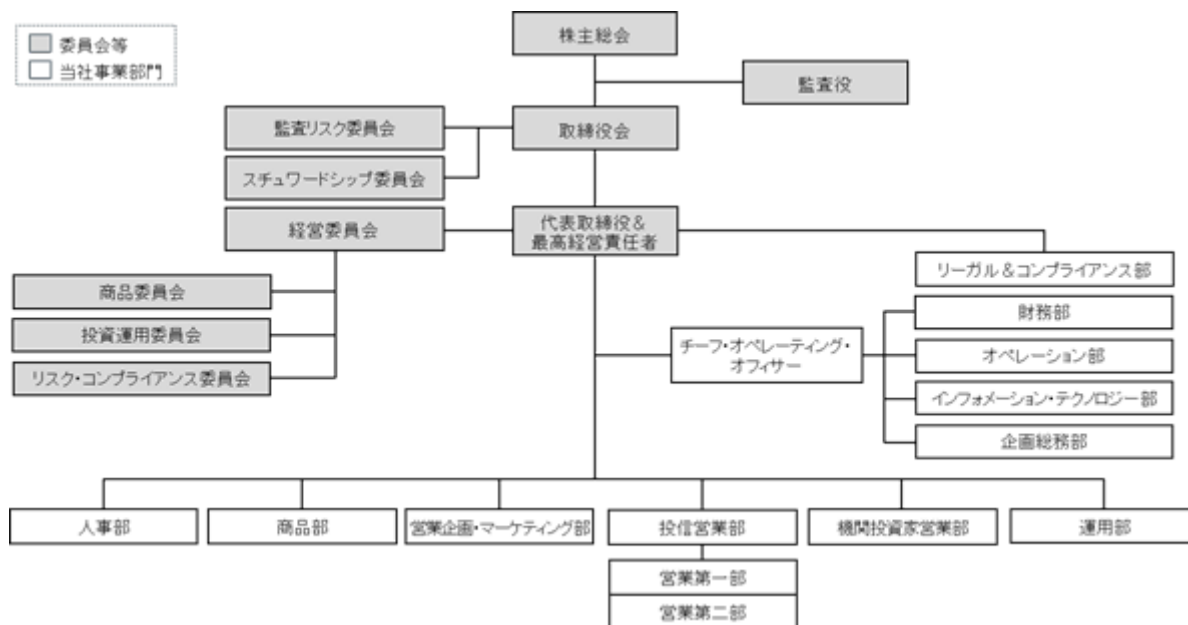 委員会等
当社事業部門
株主総会
監査役
監査リスク委員会
取締役会
スチュワードシップ委員会
経営委員会
代表取締役&
最高経営責任者
リーガル&コンプライアンス部
商品委員会
財務部
投資運用委員会
チーフ・オペレーティング・
オフィサー
オペレーション部
リスク・コンプライアンス委員会
インフォメーション・テクノロジー部
企画総務部
人事部
商品部
営業企画・マーケティング部
投信営業部
機関投資家営業部
運用部
営業第一部
営業第二部